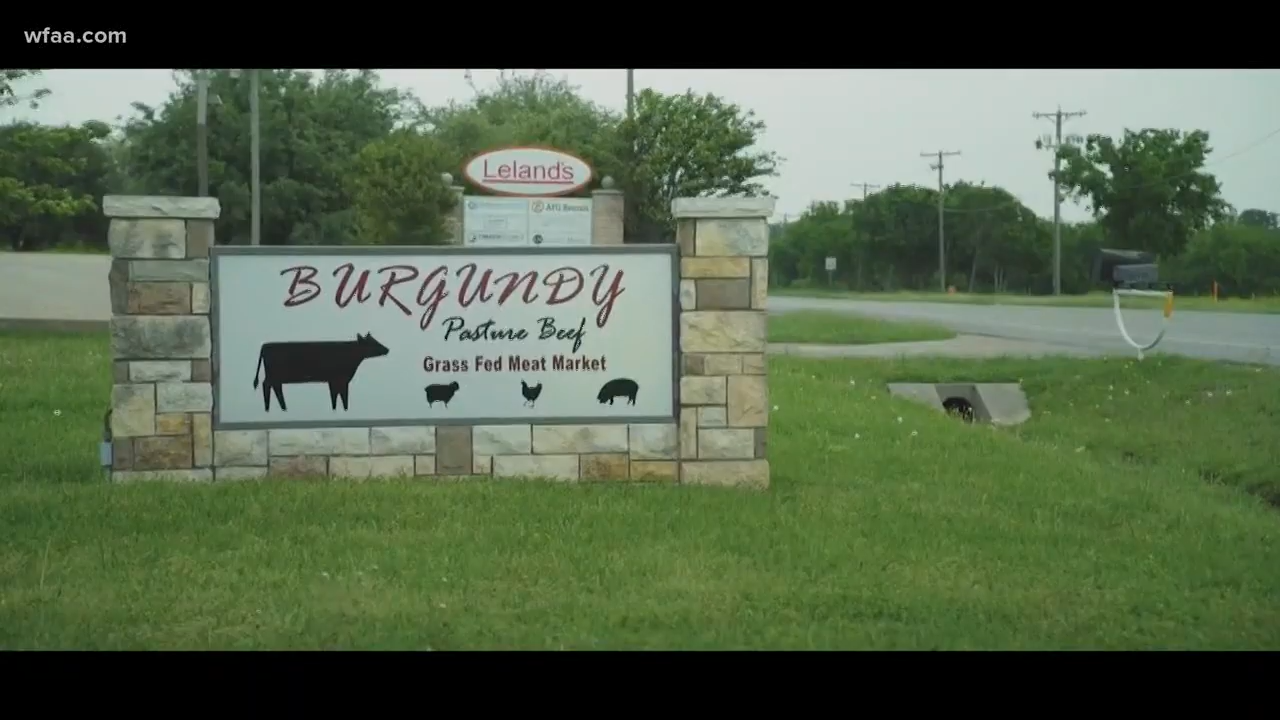 wfaa.com
Leland's
BURGUNDY
Pasture Beef
Grass Fed Meat Market